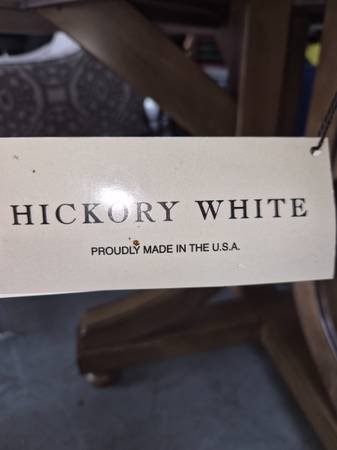 HICKORY WHITE
PROUDLY MADE IN THE U.S.A.